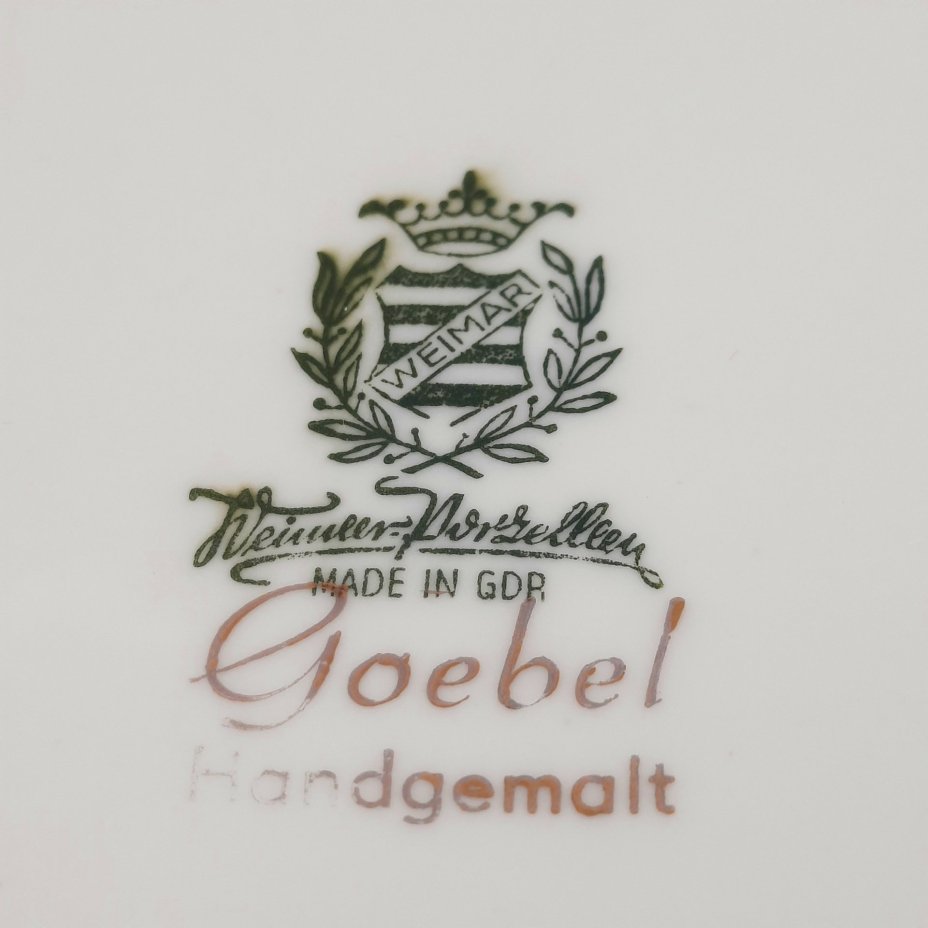 WEIMAR
Weimar-Porzellan
MADE IN GDR
Goebel
Handgemalt